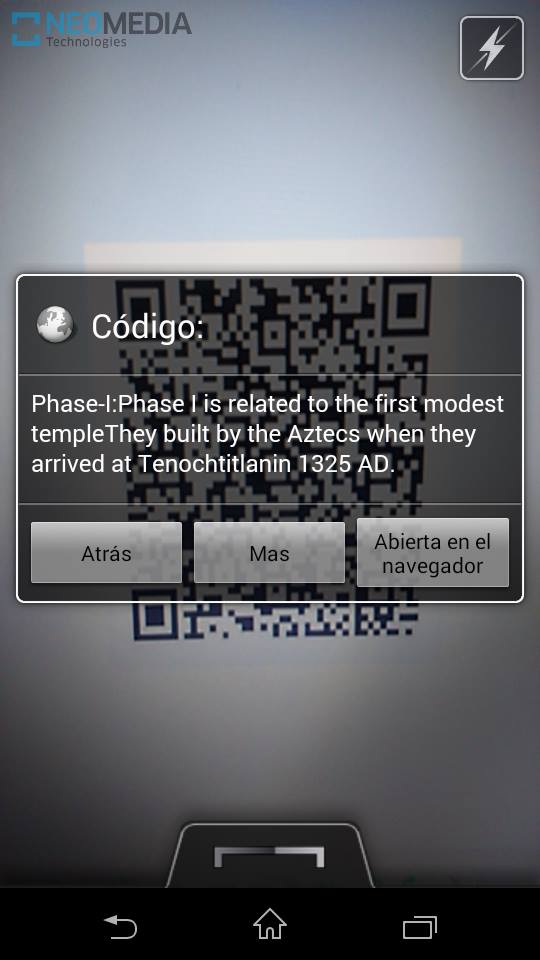 NEOMEDIA
Technologies
Código:
Phase-I:Phase I is related to the first modest
templeThey built by the Aztecs when they
arrived at Tenochtitlanin 1325 AD.
Atrás
Mas
Abierta en el
navegador